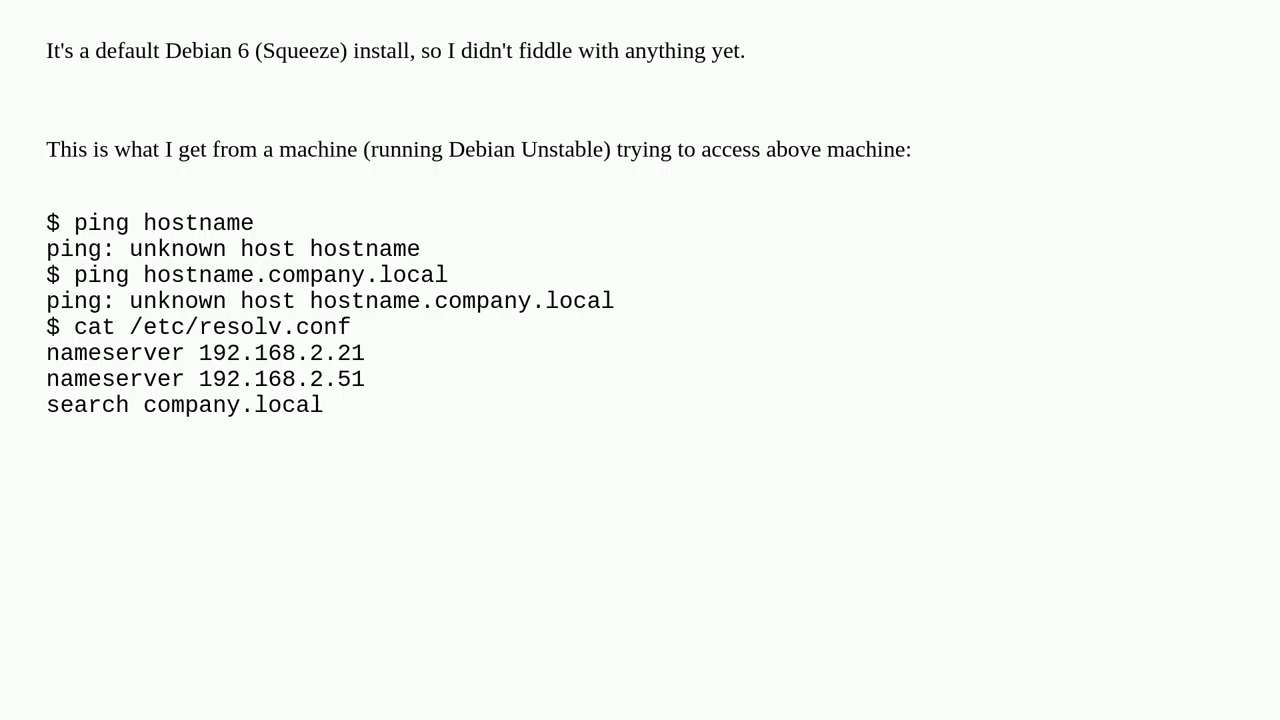 It's a default Debian 6 (Squeeze) install, so I didn't fiddle with anything yet.
This is what I get from a machine (running Debian Unstable) trying to access above machine:
$ ping hostname
ping: unknown host hostname
$ ping hostname.company.local
ping: unknown host hostname.company.local
$ cat /etc/resolv.conf
nameserver 192.168.2.21
nameserver 192.168.2.51
search company.local